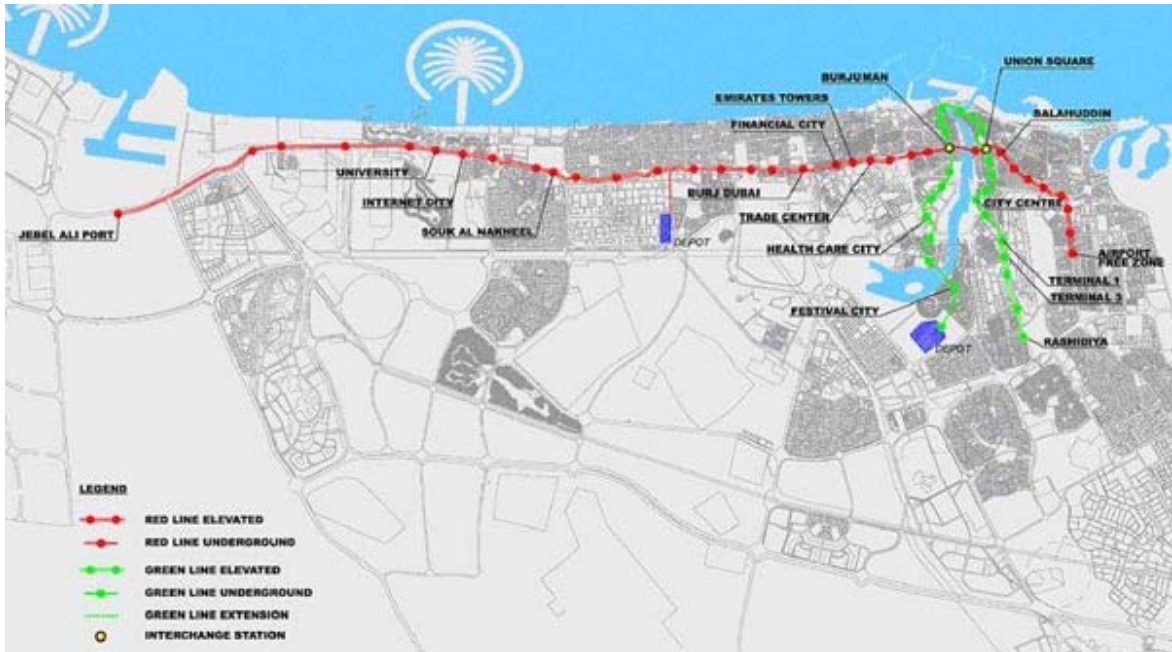 UNION SQUARE
BURJUMAN
EMIRATES TOWERS
SALAHUDDIN
FINANCIAL CITY
UNIVERSITY
BURJ DUBAI
INTERNET CITY
CITY CENTRE
TRADE CENTER
JEBEL ALI PORT
SOUK AL NAKHEEL
DEPOT
HEALTH CARE CITY
AIRPORT
FREE ZONE
TERMINAL 1
TERMINAL 3
FESTIVAL CITY
RASHIDIYA
DEPOT
LEGEND
RED LINE ELEVATED
RED LINE UNDERGROUND
GREEN LINE ELEVATED
GREEN LINE UNDERGROUND
GREEN LINE EXTENSION
INTERCHANGE STATION